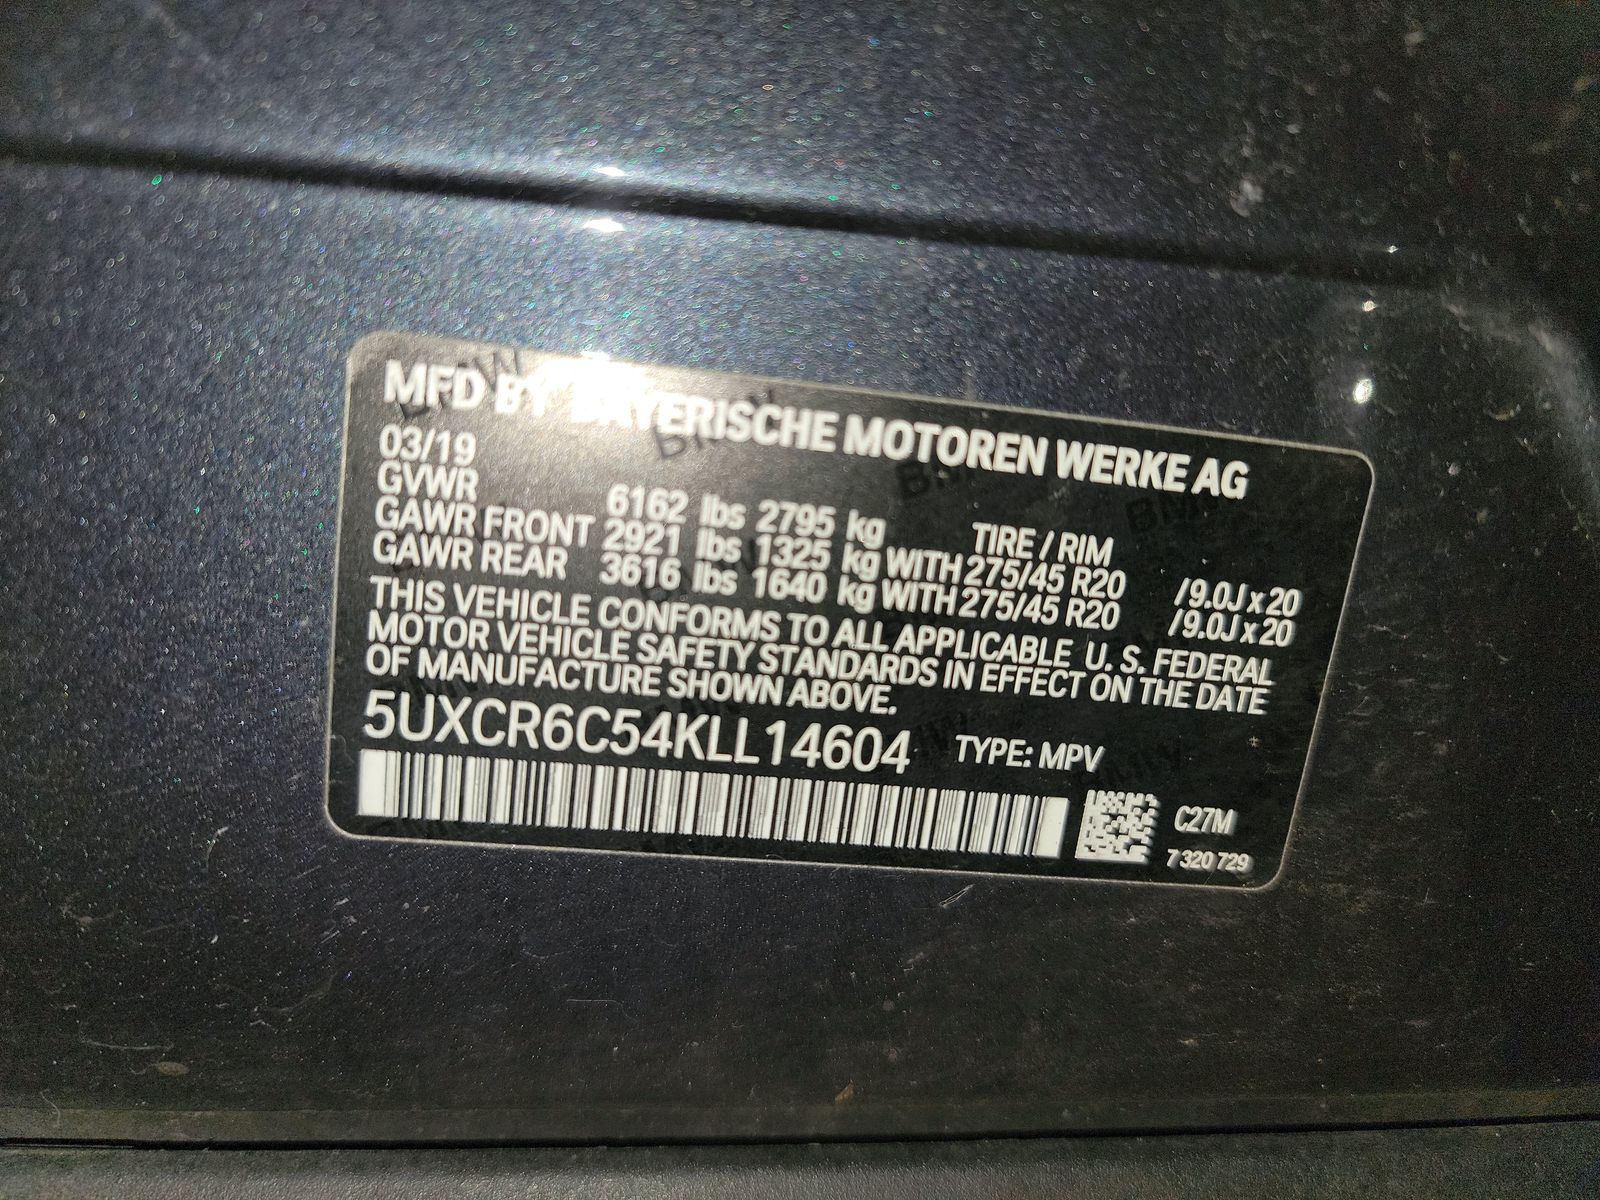 MFD BY BAYERISCHE MOTOREN WERKE AG
03/19
GVWR 6162 lbs 2795 kg TIRE / RIM
GAWR FRONT 2921 lbs 1325 kg WITH 275/45 R20 /9.0J x 20
GAWR REAR 3616 lbs 1640 kg WITH 275/45 R20 /9.0J x 20
THIS VEHICLE CONFORMS TO ALL APPLICABLE U. S. FEDERAL
MOTOR VEHICLE SAFETY STANDARDS IN EFFECT ON THE DATE
OF MANUFACTURE SHOWN ABOVE.
5UXCR6C54KLL14604 TYPE: MPV
C27M
7 320 729